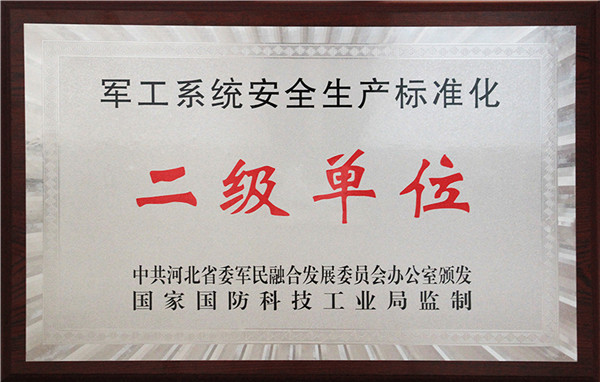 军工系统安全生产标准化
二级单位
中共河北省委军民融合发展委员会办公室颁发
国家国防科技工业局监制